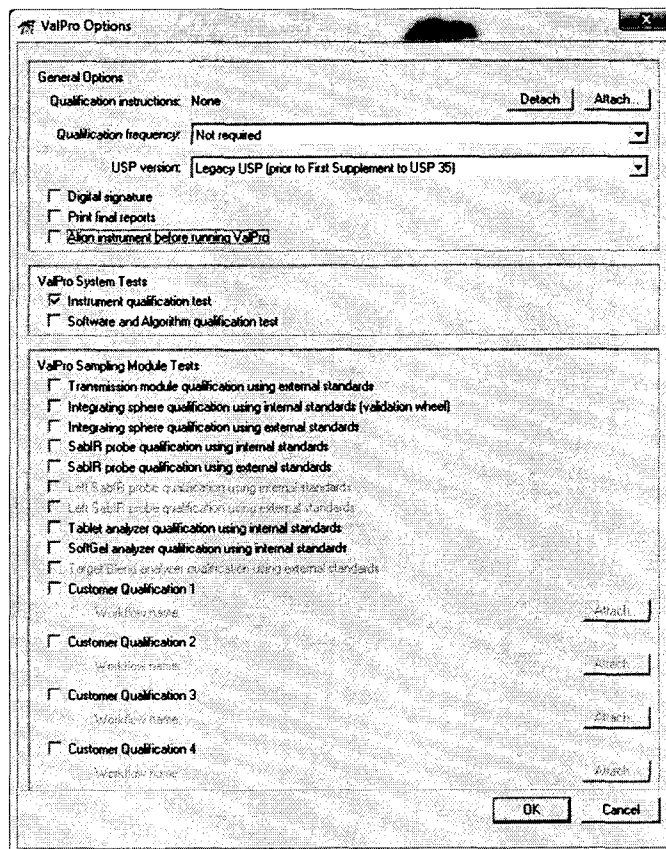 ValPro Options
General Options
Qualification instructions: None Detach Attach...
Qualification frequency: Not required
USP version: Legacy USP (prior to First Supplement to USP 35)
Digital signature
Print final reports
Align instrument before running ValPro
ValPro System Tests
Instrument qualification test
Software and Algorithm qualification test
ValPro Sampling Module Tests
Transmission module qualification using external standards
Integrating sphere qualification using internal standards (validation wheel)
Integrating sphere qualification using external standards
SabIR probe qualification using internal standards
SabIR probe qualification using external standards
Left SabIR probe qualification using internal standards
Left SabIR probe qualification using external standards
Tablet analyzer qualification using internal standards
SoftGel analyzer qualification using internal standards
Target Blend analyzer qualification using external standards
Customer Qualification 1
Workflow name: Attach...
Customer Qualification 2
Workflow name: Attach...
Customer Qualification 3
Workflow name: Attach...
Customer Qualification 4
Workflow name: Attach...
OK Cancel